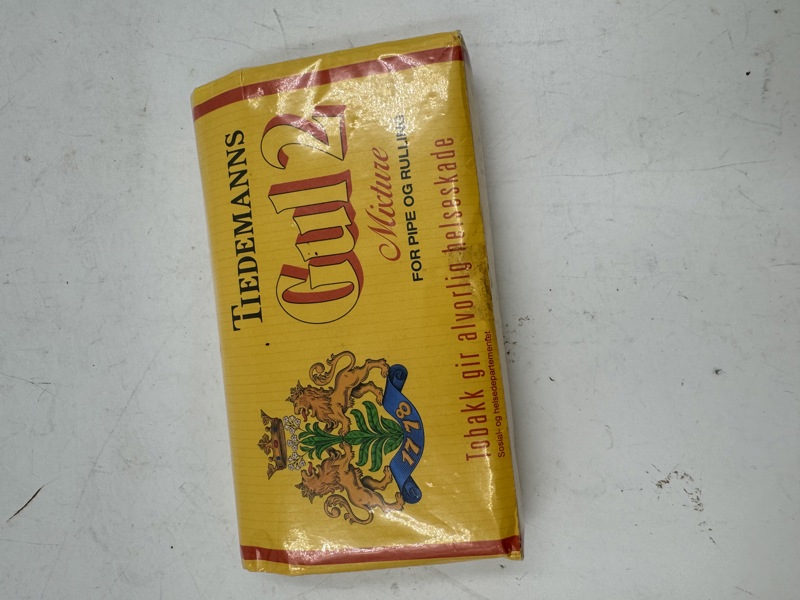 TIEDEMANNS
Gul 2
Mixture
FOR PIPE OG RULLING
1778
Tobakk gir alvorlig helseskade
Sosial- og helsedepartementet